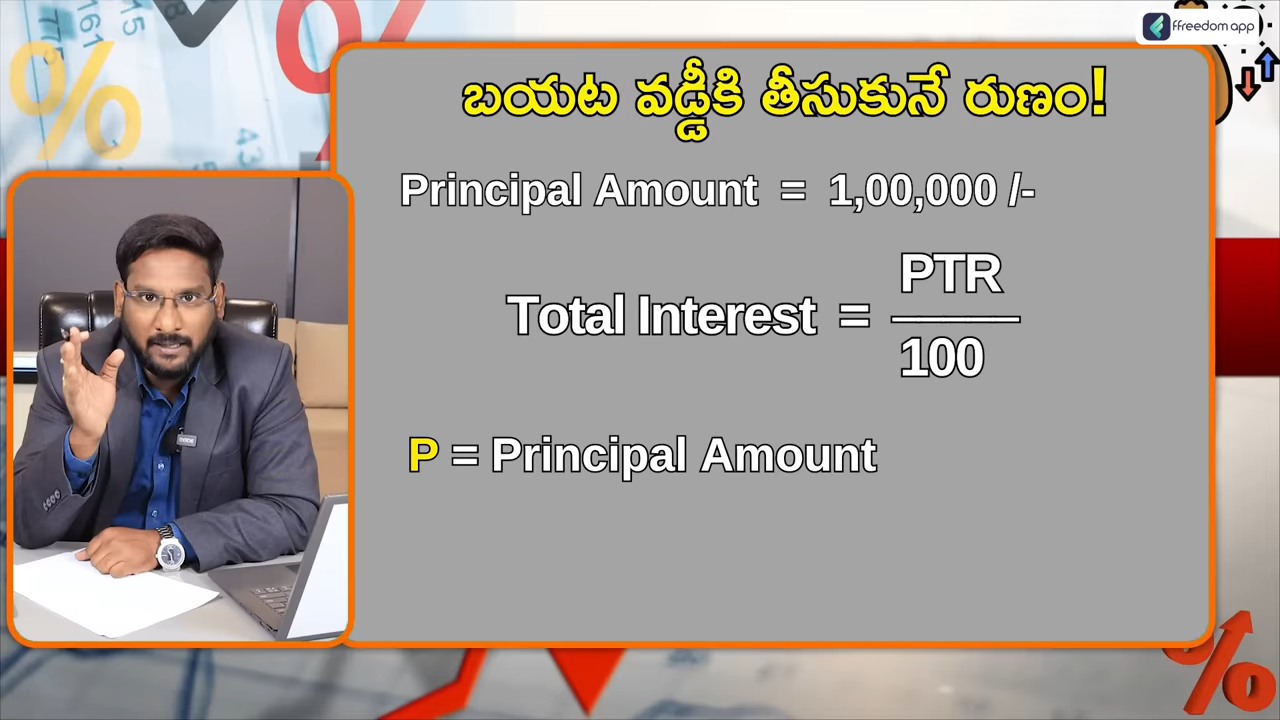 ffreedom app
బయట వడ్డీకి తీసుకునే రుణం!
Principal Amount = 1,00,000 /-
PTR
Total Interest =
100
P = Principal Amount